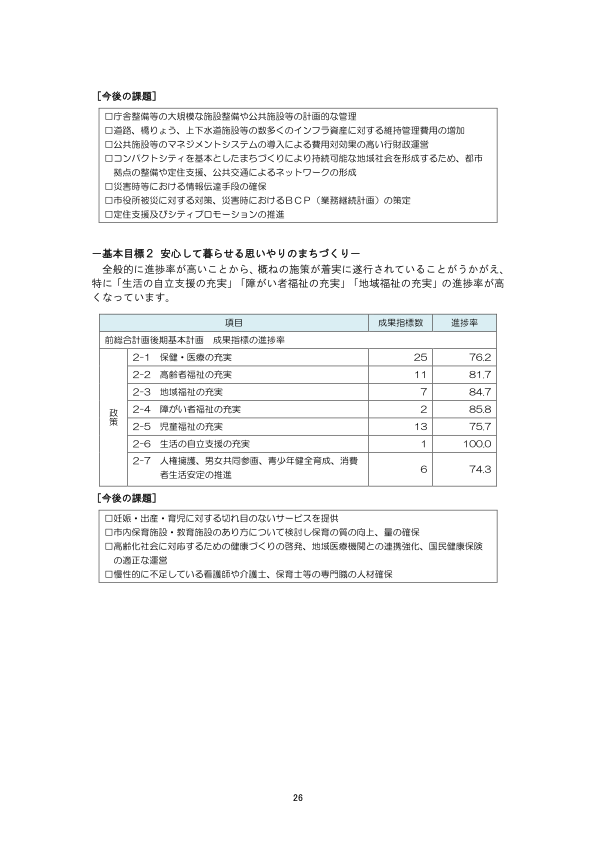 ［今後の課題］
□庁舎整備等の大規模な施設整備や公共施設等の計画的な管理
□道路、橋りょう、上下水道施設等の数多くのインフラ資産に対する維持管理費用の増加
□公共施設等のマネジメントシステムの導入による費用対効果の高い行財政運営
□コンパクトシティを基本としたまちづくりにより持続可能な地域社会を形成するため、都市
拠点の整備や定住支援、公共交通によるネットワークの形成
□災害時等における情報伝達手段の確保
□市役所被災に対する対策、災害時におけるＢＣＰ（業務継続計画）の策定
□定住支援及びシティプロモーションの推進
－基本目標２ 安心して暮らせる思いやりのまちづくり－
全般的に進捗率が高いことから、概ねの施策が着実に遂行されていることがうかがえ、
特に「生活の自立支援の充実」「障がい者福祉の充実」「地域福祉の充実」の進捗率が高
くなっています。
項目 成果指標数 進捗率
前総合計画後期基本計画 成果指標の進捗率
政策
2-1 保健・医療の充実 25 76.2
2-2 高齢者福祉の充実 11 81.7
2-3 地域福祉の充実 7 84.7
2-4 障がい者福祉の充実 2 85.8
2-5 児童福祉の充実 13 75.7
2-6 生活の自立支援の充実 1 100.0
2-7 人権擁護、男女共同参画、青少年健全育成、消費
者生活安定の推進 6 74.3
［今後の課題］
□妊娠・出産・育児に対する切れ目のないサービスを提供
□市内保育施設・教育施設のあり方について検討し保育の質の向上、量の確保
□高齢化社会に対応するための健康づくりの啓発、地域医療機関との連携強化、国民健康保険
の適正な運営
□慢性的に不足している看護師や介護士、保育士等の専門職の人材確保
26